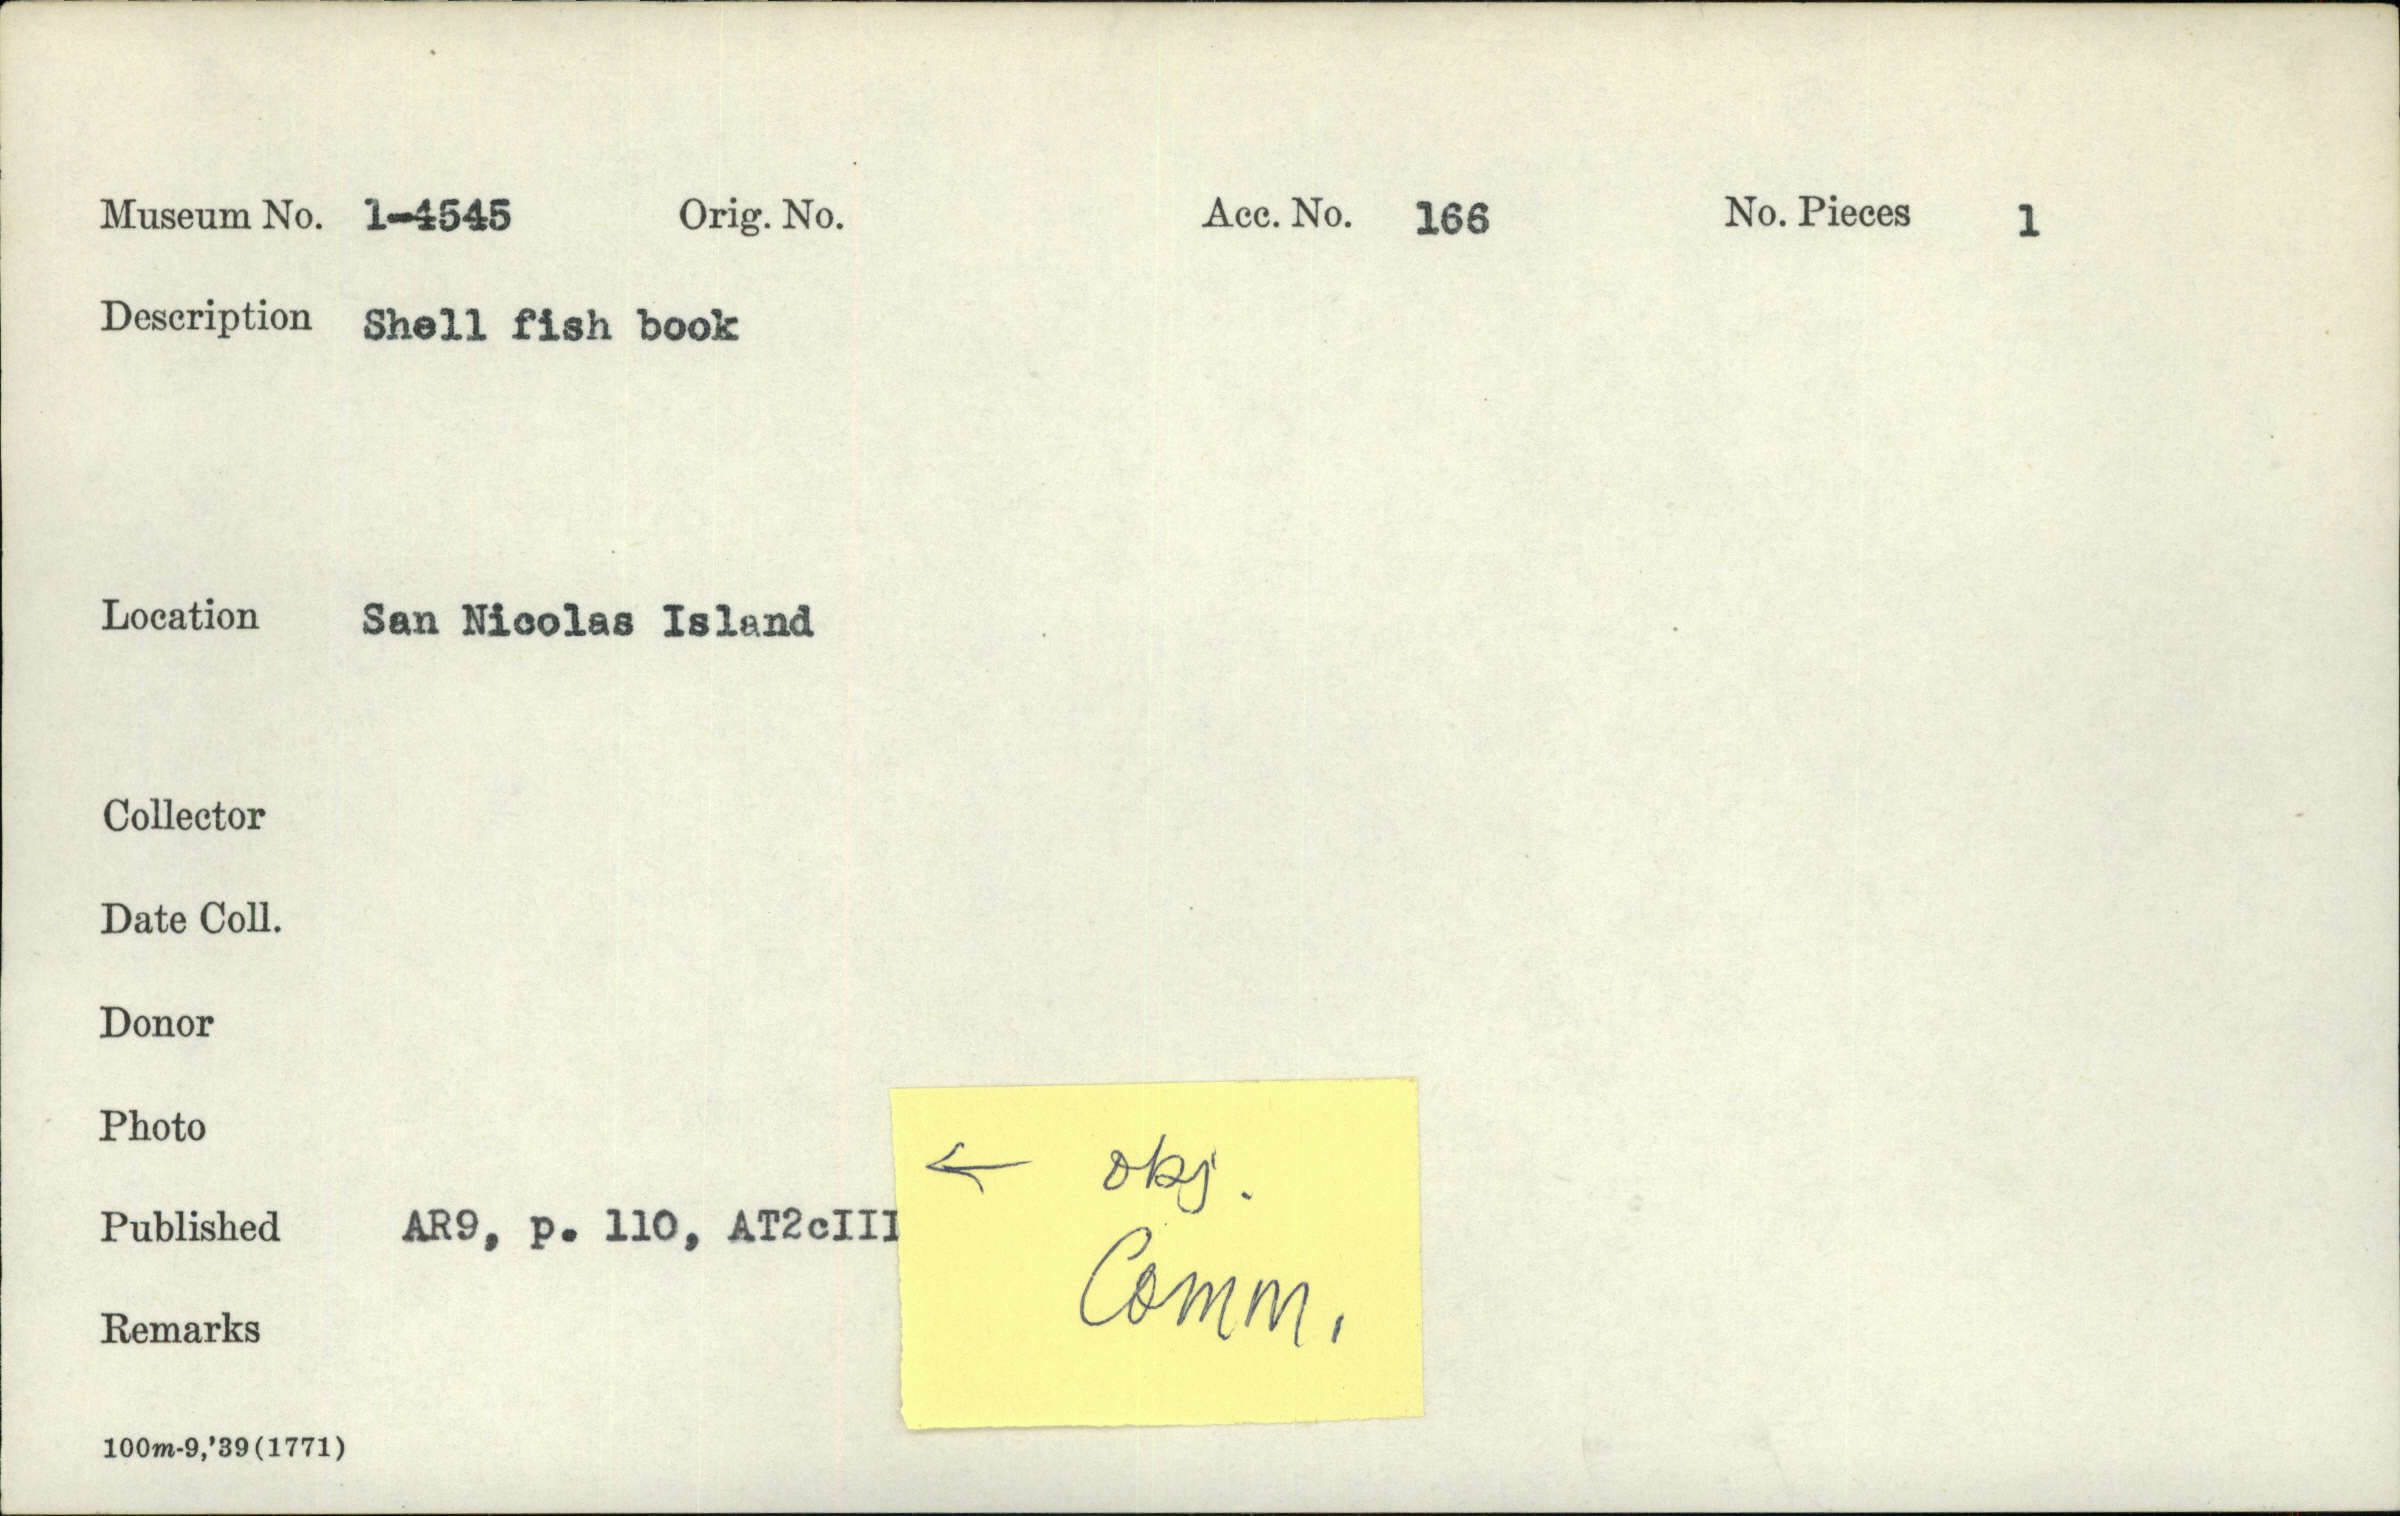 Museum No. 1-4545 Orig. No. Acc. No. 166 No. Pieces 1
Description Shell fish book
Location San Nicolas Island
Collector
Date Coll.
Donor
Photo
← obj.
Published AR9, p. 110, AT2cIII
Comm.
Remarks
100m-9,'39(1771)